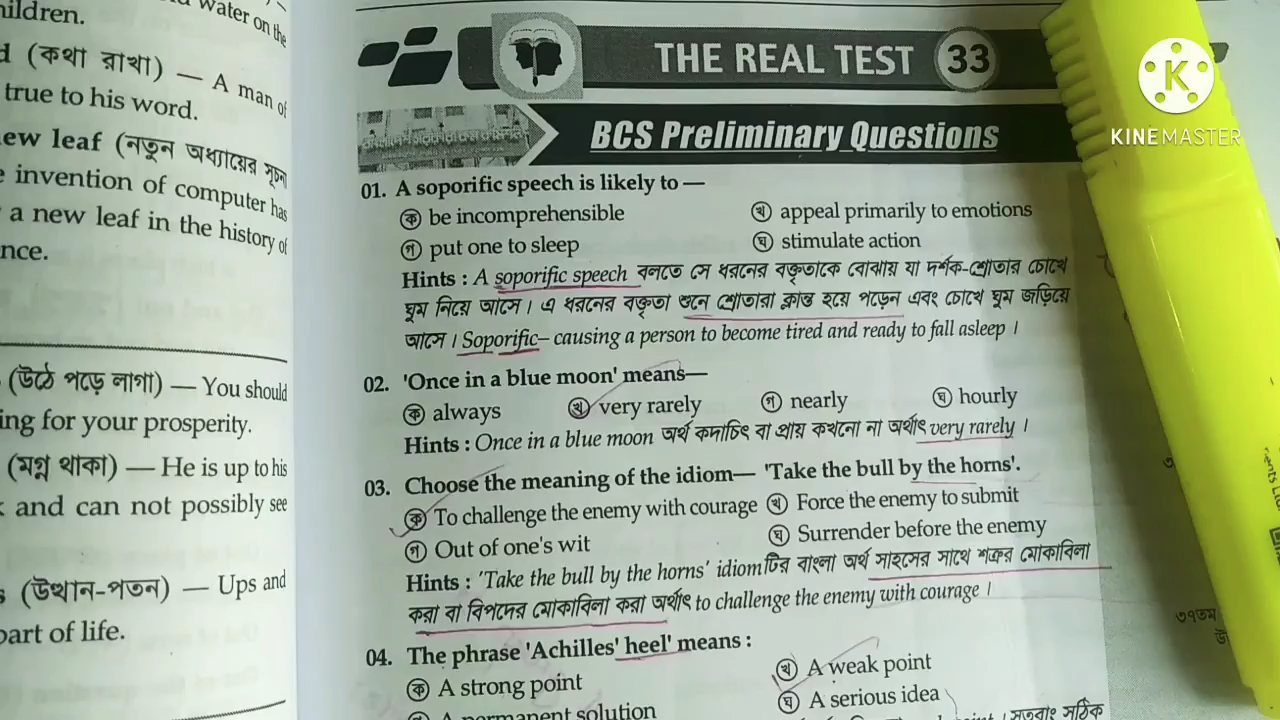 ildren.
Water on the
(কথা রাখা) — A man of
true to his word.
ew leaf (নতুন অধ্যায়ের সূচনা
invention of computer has
a new leaf in the history of
nce.
(উঠে পড়ে লাগা) — You should
ing for your prosperity.
(মগ্ন থাকা) — He is up to his
and can not possibly see
(উত্থান-পতন) — Ups and
part of life.
THE REAL TEST 33
BCS Preliminary Questions
01. A soporific speech is likely to —
ক be incomprehensible খ appeal primarily to emotions
গ put one to sleep ঘ stimulate action
Hints : A soporific speech বলতে সে ধরনের বক্তৃতাকে বোঝায় যা দর্শক-শ্রোতার চোখে
ঘুম নিয়ে আসে। এ ধরনের বক্তৃতা শুনে শ্রোতারা ক্লান্ত হয়ে পড়েন এবং চোখে ঘুম জড়িয়ে
আসে। Soporific– causing a person to become tired and ready to fall asleep ।
02. 'Once in a blue moon' means—
ক always খ very rarely গ nearly ঘ hourly
Hints : Once in a blue moon অর্থ কদাচিৎ বা প্রায় কখনো না অর্থাৎ very rarely ।
03. Choose the meaning of the idiom— 'Take the bull by the horns'.
ক To challenge the enemy with courage খ Force the enemy to submit
গ Out of one's wit ঘ Surrender before the enemy
Hints : 'Take the bull by the horns' idiomটির বাংলা অর্থ সাহসের সাথে শত্রুর মোকাবিলা
করা বা বিপদের মোকাবিলা করা অর্থাৎ to challenge the enemy with courage ।
04. The phrase 'Achilles' heel' means :
ক A strong point খ A weak point
A permanent solution ঘ A serious idea
সুতরাং সঠিক
৩৭তম
KINEMASTER